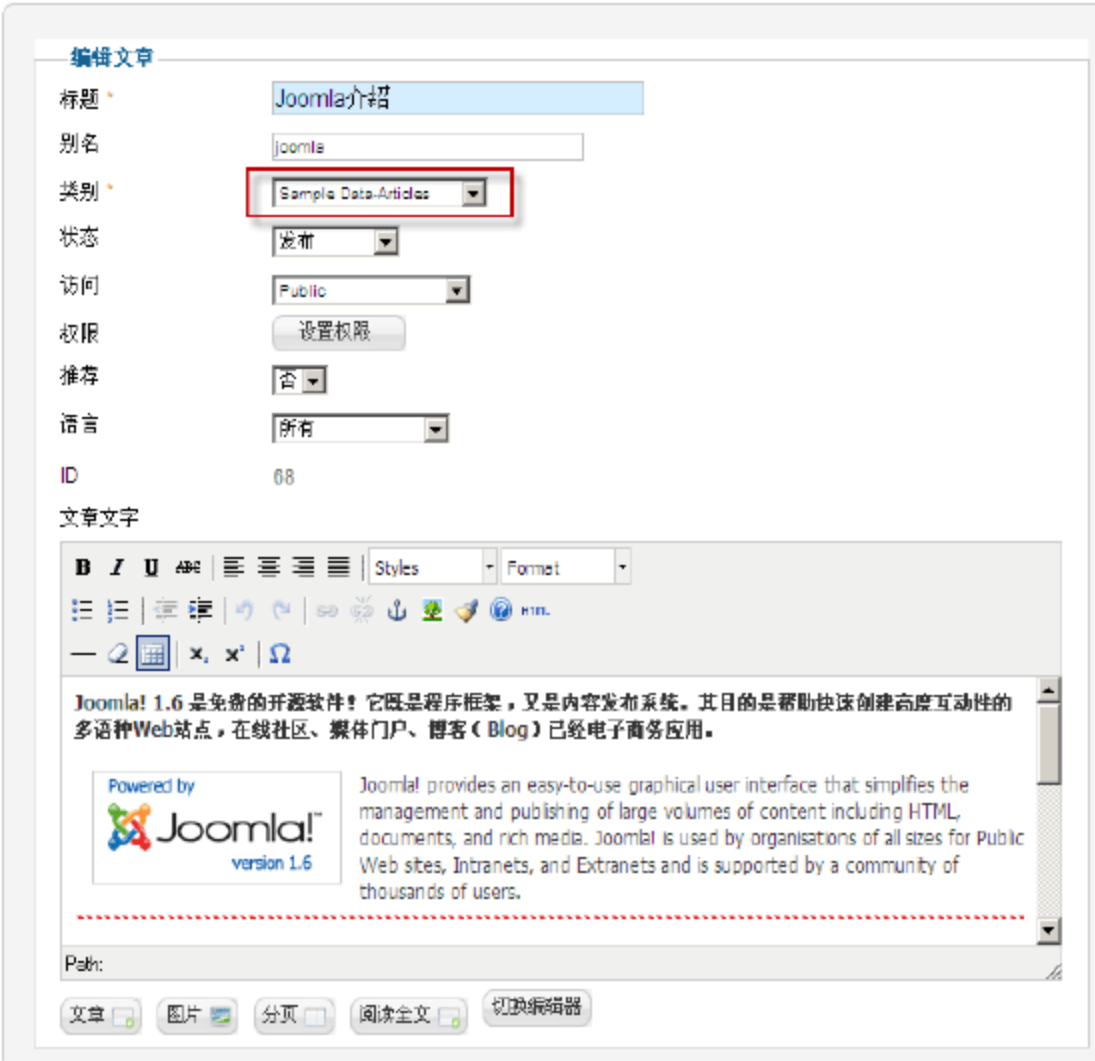 编辑文章
标题 * Joomla介绍
别名 joomla
类别 * Sample Data-Articles
状态 发布
访问 Public
权限 设置权限
推荐 否
语言 所有
ID 68
文章文字
B I U ABC Styles Format
HTML
x₂ x² Ω
Joomla! 1.6 是免费的开源软件！它既是程序框架，又是内容发布系统。其目的是帮助快速创建高度互动性的
多语种Web站点，在线社区、媒体门户、博客（Blog）已经电子商务应用。
Powered by
Joomla!™
version 1.6
Joomla! provides an easy-to-use graphical user interface that simplifies the
management and publishing of large volumes of content including HTML,
documents, and rich media. Joomla! is used by organisations of all sizes for Public
Web sites, Intranets, and Extranets and is supported by a community of
thousands of users.
Path:
文章 图片 分页 阅读全文 切换编辑器